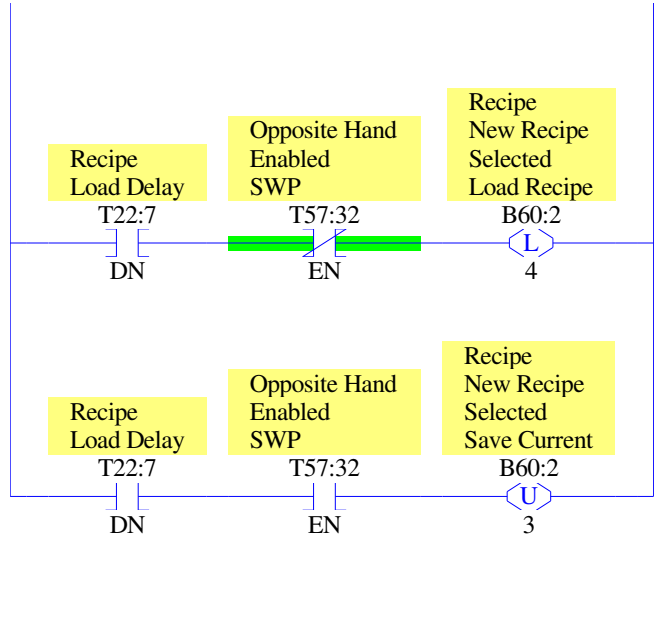 Recipe
Load Delay
T22:7
DN
Opposite Hand
Enabled
SWP
T57:32
EN
Recipe
New Recipe
Selected
Load Recipe
B60:2
L
4
Recipe
Load Delay
T22:7
DN
Opposite Hand
Enabled
SWP
T57:32
EN
Recipe
New Recipe
Selected
Save Current
B60:2
U
3